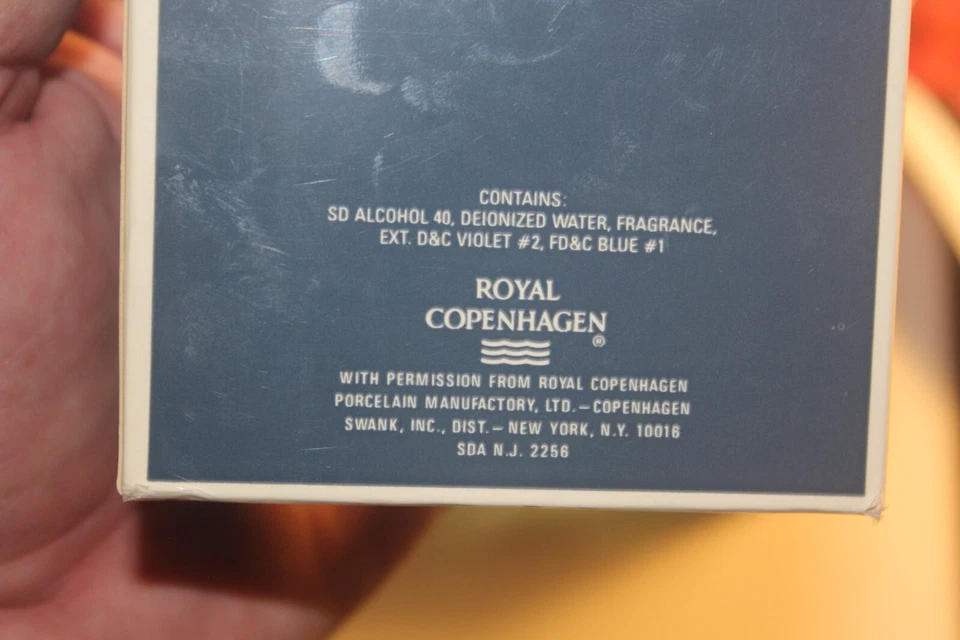 CONTAINS:
SD ALCOHOL 40, DEIONIZED WATER, FRAGRANCE,
EXT. D&C VIOLET #2, FD&C BLUE #1
ROYAL
COPENHAGEN®
WITH PERMISSION FROM ROYAL COPENHAGEN
PORCELAIN MANUFACTORY, LTD.–COPENHAGEN
SWANK, INC., DIST.– NEW YORK, N.Y. 10016
SDA N.J. 2256